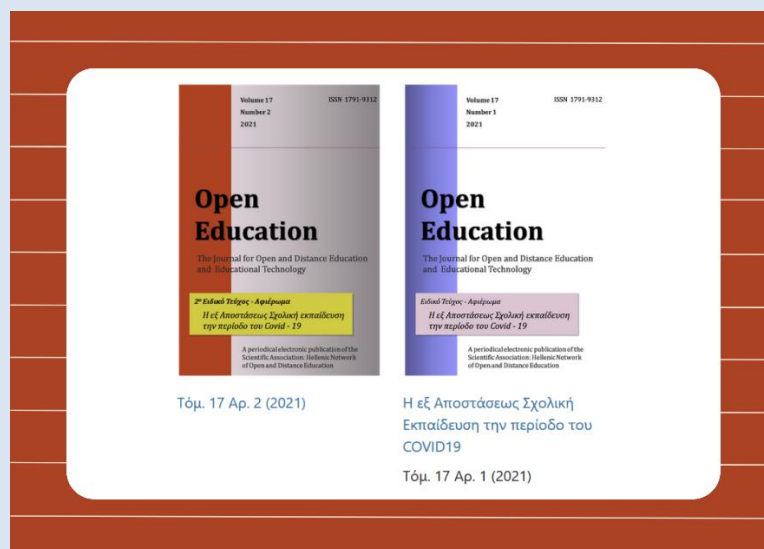 Volume 17
ISSN 1791-9312
Number 2
2021
Open
Education
The Journal for Open and Distance Education
and Educational Technology
2ο Ειδικό Τεύχος - Αφιέρωμα
Η εξ Αποστάσεως Σχολική εκπαίδευση
την περίοδο του Covid - 19
A periodical electronic publication of the
Scientific Association: Hellenic Network
of Open and Distance Education
Τόμ. 17 Αρ. 2 (2021)
Volume 17
ISSN 1791-9312
Number 1
2021
Open
Education
The Journal for Open and Distance Education
and Educational Technology
Ειδικό Τεύχος - Αφιέρωμα
Η εξ Αποστάσεως Σχολική εκπαίδευση
την περίοδο του Covid - 19
A periodical electronic publication of the
Scientific Association: Hellenic Network
of Open and Distance Education
Η εξ Αποστάσεως Σχολική
Εκπαίδευση την περίοδο του
COVID19
Τόμ. 17 Αρ. 1 (2021)